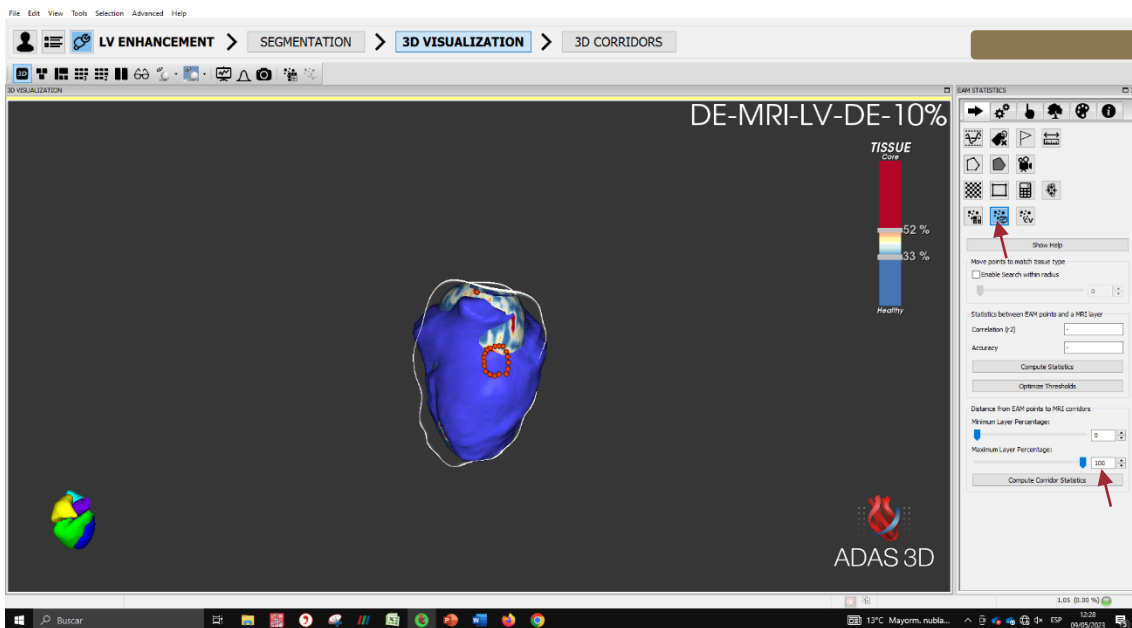 File Edit View Tools Selection Advanced Help
LV ENHANCEMENT > SEGMENTATION > 3D VISUALIZATION > 3D CORRIDORS
3D
3D VISUALIZATION
EAM STATISTICS
DE-MRI-LV-DE-10%
TISSUE
Core
52 %
33 %
Healthy
CV
Show Help
Move points to match tissue type
Enable Search within radius
0
Statistics between EAM points and a MRI layer
Correlation (r2) -
Accuracy -
Compute Statistics
Optimize Thresholds
Distance from EAM points to MRI corridors
Minimum Layer Percentage:
0
Maximum Layer Percentage:
100
Compute Corridor Statistics
ADAS 3D
1.05 (0.00 %)
Buscar
13°C Mayorm. nubla...
ESP
12:28
09/05/2023